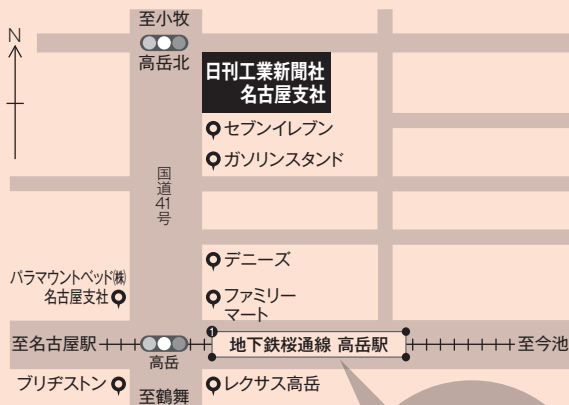 至小牧
N
高岳北
日刊工業新聞社
名古屋支社
セブンイレブン
ガソリンスタンド
国道41号
デニーズ
パラマウントベッド㈱
名古屋支社
ファミリー
マート
1
至名古屋駅
地下鉄桜通線 高岳駅
至今池
高岳
ブリヂストン
至鶴舞
レクサス高岳